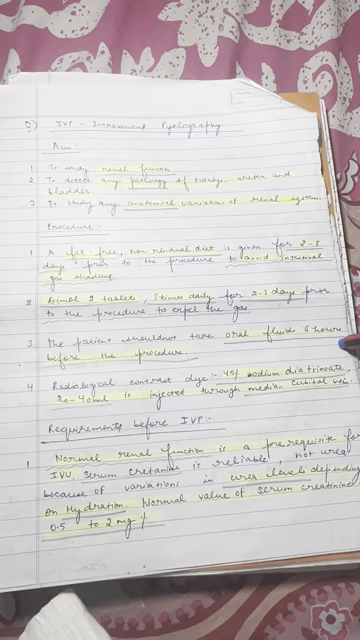 Q) IVP - Intravenous Pyelography
Aim
1 To study renal function
2 To detect any pathology of kidneys, ureters and
bladder
3 To study any anatomical variation of renal system.
Procedure -
1 A fat free, non-residual diet is given for 2-3
days prior to the procedure to avoid intestinal
gas shadows.
2 Dimol 2 tablets, 3 times daily for 2-3 days prior
to the procedure to expel the gas.
3 The patient should not take oral fluids 6 hours
before the procedure.
4 Radiological contrast dye :- 45% sodium diatrizoate,
20-40ml is injected through median cubital vein.
Requirements before IVP :-
1 Normal renal function is a prerequisite for
IVU. Serum cretanine is reliable, not urea
because of variations in urea levels depending
on Hydration. Normal value of serum creatinine
0.5 to 2 mg %